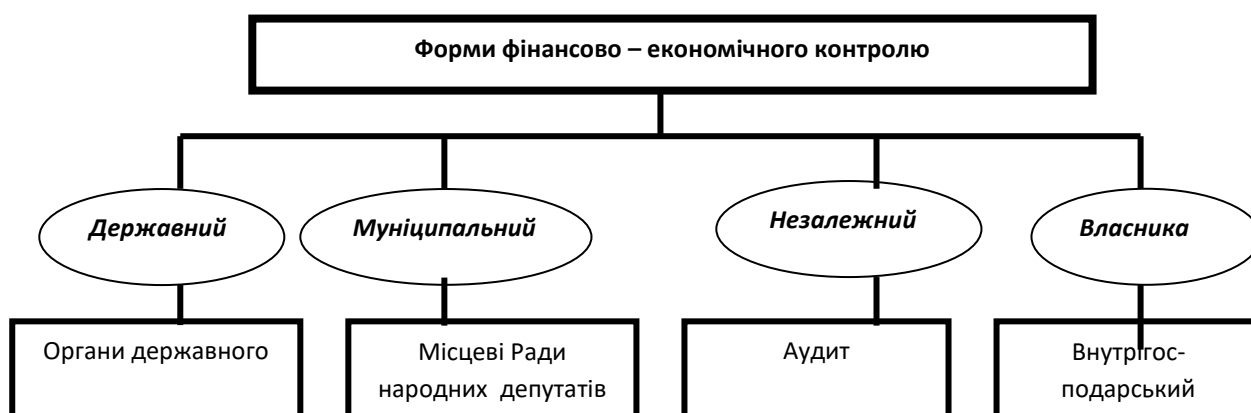 Форми фінансово – економічного контролю
Державний
Муніципальний
Незалежний
Власника
Органи державного
Місцеві Ради
народних депутатів
Аудит
Внутрігос-
подарський